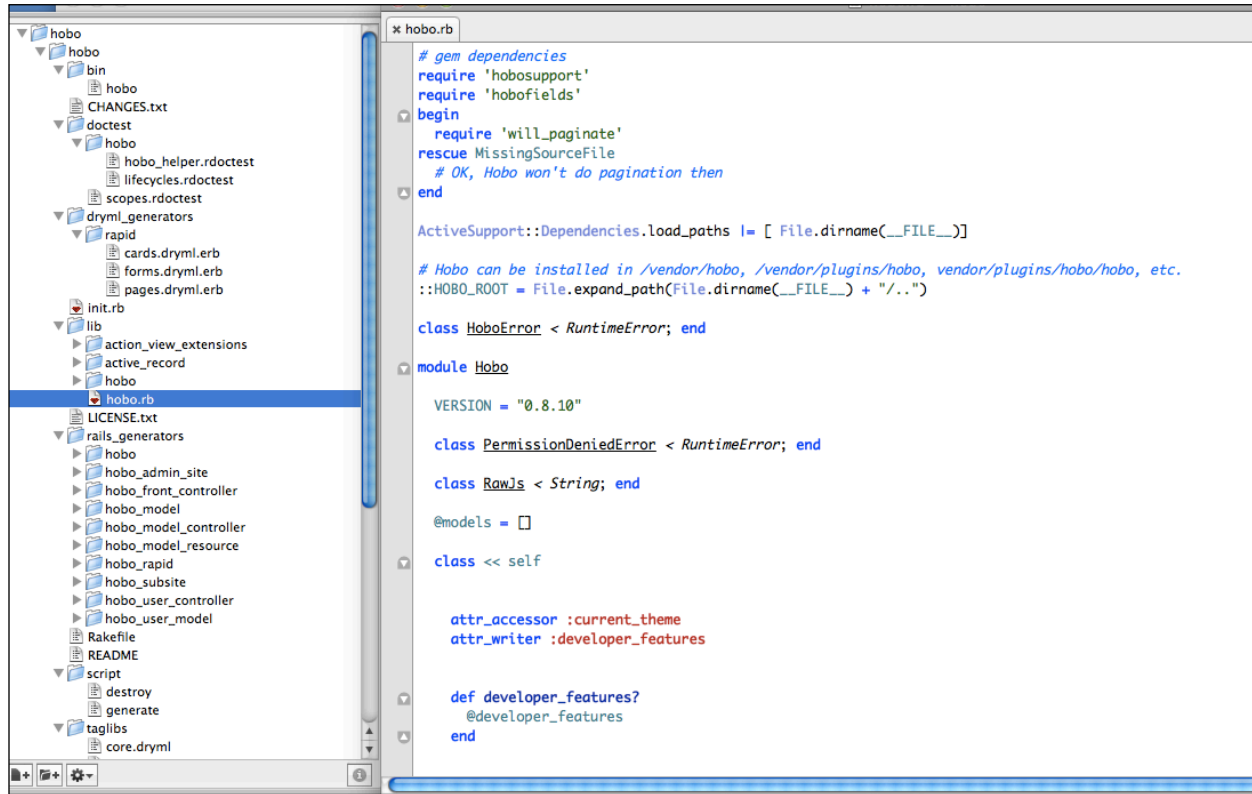 hobo
hobo
bin
hobo
CHANGES.txt
doctest
hobo
hobo_helper.rdoctest
lifecycles.rdoctest
scopes.rdoctest
dryml_generators
rapid
cards.dryml.erb
forms.dryml.erb
pages.dryml.erb
init.rb
lib
action_view_extensions
active_record
hobo
hobo.rb
LICENSE.txt
rails_generators
hobo
hobo_admin_site
hobo_front_controller
hobo_model
hobo_model_controller
hobo_model_resource
hobo_rapid
hobo_subsite
hobo_user_controller
hobo_user_model
Rakefile
README
script
destroy
generate
taglibs
core.dryml
hobo.rb
# gem dependencies
require 'hobosupport'
require 'hobofields'
begin
  require 'will_paginate'
rescue MissingSourceFile
  # OK, Hobo won't do pagination then
end
ActiveSupport::Dependencies.load_paths |= [ File.dirname(__FILE__)]
# Hobo can be installed in /vendor/hobo, /vendor/plugins/hobo, vendor/plugins/hobo/hobo, etc.
::HOBO_ROOT = File.expand_path(File.dirname(__FILE__) + "/..")
class HoboError < RuntimeError; end
module Hobo
  VERSION = "0.8.10"
  class PermissionDeniedError < RuntimeError; end
  class RawJs < String; end
  @models = []
  class << self
    attr_accessor :current_theme
    attr_writer :developer_features
    def developer_features?
      @developer_features
    end